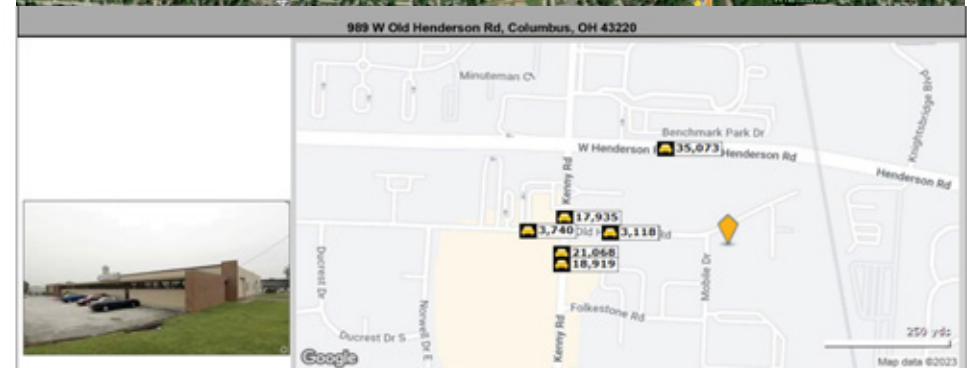 989 W Old Henderson Rd, Columbus, OH 43220
Minuteman Ct
Knightsbridge Blvd
Benchmark Park Dr
W Henderson
35,073
Henderson Rd
Henderson Rd
Kenny Rd
17,935
3,740
Old H
3,118
Rd
21,068
18,919
Ducrest Dr
Norwell Dr E
Mobile Dr
Folkestone Rd
Ducrest Dr S
Kenny Rd
250 yds
Google
Map data ©2023